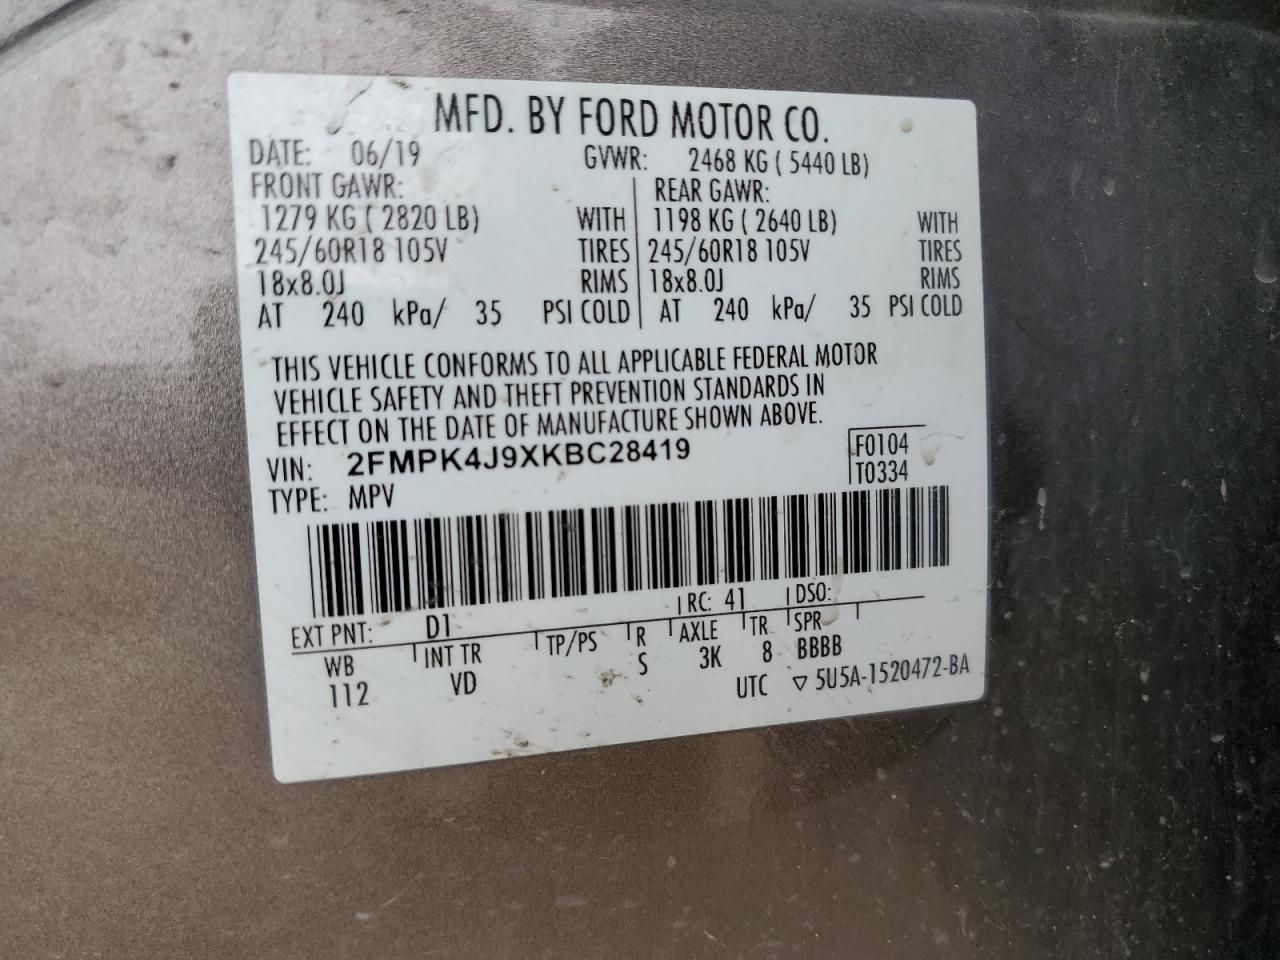 MFD. BY FORD MOTOR CO.
DATE: 06/19 GVWR: 2468 KG ( 5440 LB)
FRONT GAWR: REAR GAWR:
1279 KG ( 2820 LB) WITH 1198 KG ( 2640 LB) WITH
245/60R18 105V TIRES 245/60R18 105V TIRES
18x8.0J RIMS 18x8.0J RIMS
AT 240 kPa/ 35 PSI COLD AT 240 kPa/ 35 PSI COLD
THIS VEHICLE CONFORMS TO ALL APPLICABLE FEDERAL MOTOR
VEHICLE SAFETY AND THEFT PREVENTION STANDARDS IN
EFFECT ON THE DATE OF MANUFACTURE SHOWN ABOVE.
VIN: 2FMPK4J9XKBC28419 F0104
TYPE: MPV T0334
EXT PNT: D1 RC: 41 DSO:
WB INT TR TP/PS R AXLE TR SPR
112 VD S 3K 8 BBBB
UTC ▽ 5U5A-1520472-BA